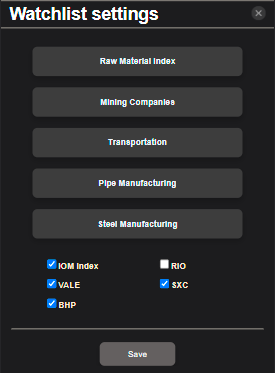 Watchlist settings
Raw Material Index
Mining Companies
Transportation
Pipe Manufacturing
Steel Manufacturing
IOM Index RIO
VALE SXC
BHP
Save